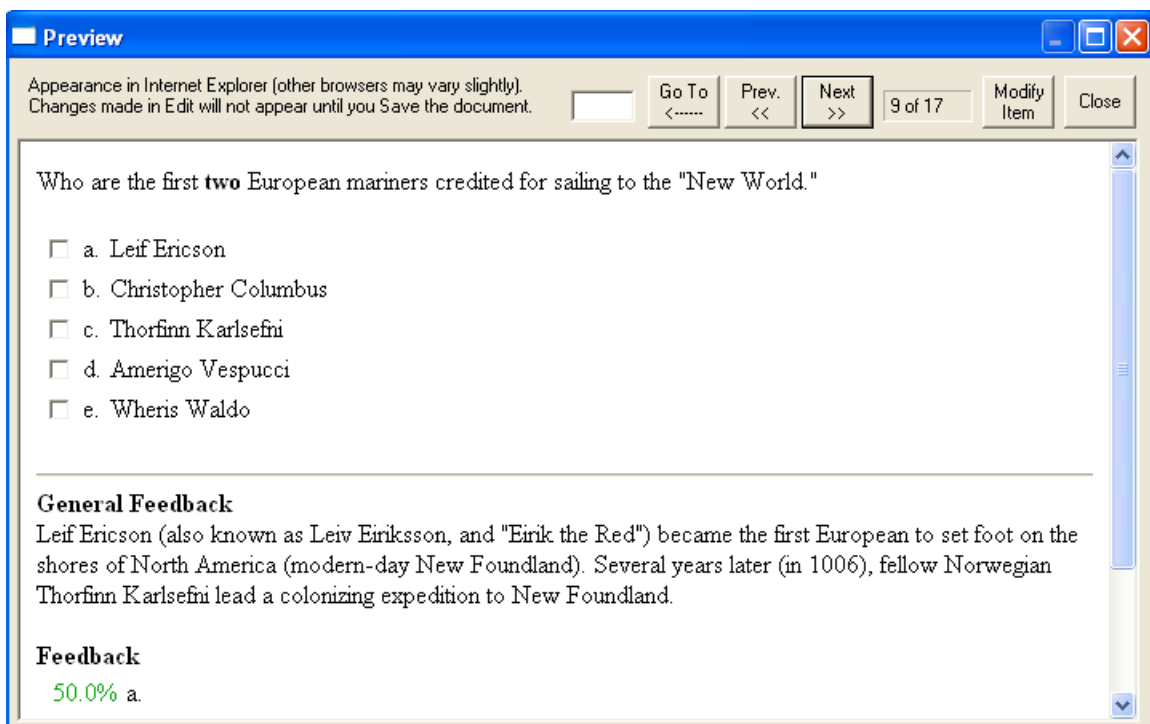 Preview
Appearance in Internet Explorer (other browsers may vary slightly).
Changes made in Edit will not appear until you Save the document.
Go To
<------
Prev.
<<
Next
>>
9 of 17
Modify
Item
Close
Who are the first two European mariners credited for sailing to the "New World."
a. Leif Ericson
b. Christopher Columbus
c. Thorfinn Karlsefni
d. Amerigo Vespucci
e. Wheris Waldo
General Feedback
Leif Ericson (also known as Leiv Eiriksson, and "Eirik the Red") became the first European to set foot on the
shores of North America (modern-day New Foundland). Several years later (in 1006), fellow Norwegian
Thorfinn Karlsefni lead a colonizing expedition to New Foundland.
Feedback
50.0% a.